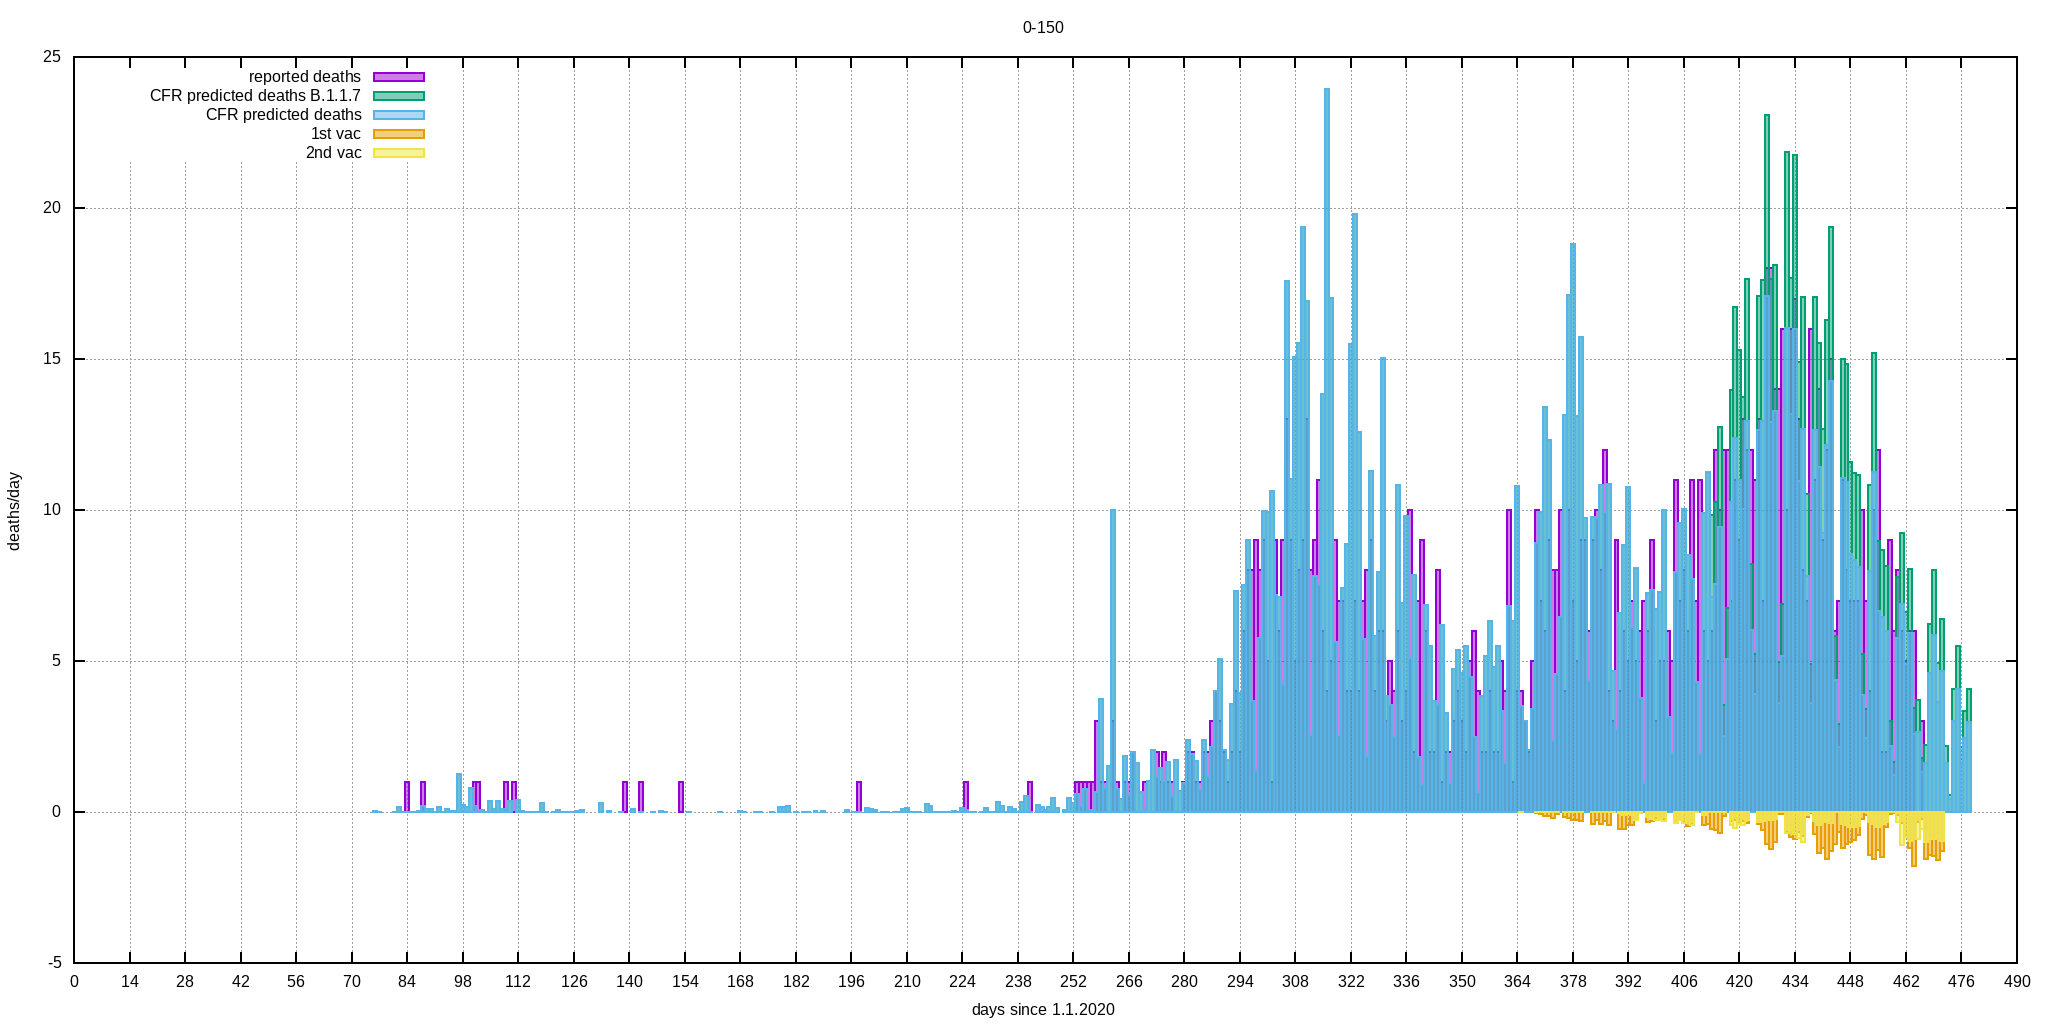 0-150
25
20
15
10
5
0
-5
deaths/day
reported deaths
CFR predicted deaths B.1.1.7
CFR predicted deaths
1st vac
2nd vac
0 14 28 42 56 70 84 98 112 126 140 154 168 182 196 210 224 238 252 266 280 294 308 322 336 350 364 378 392 406 420 434 448 462 476 490
days since 1.1.2020